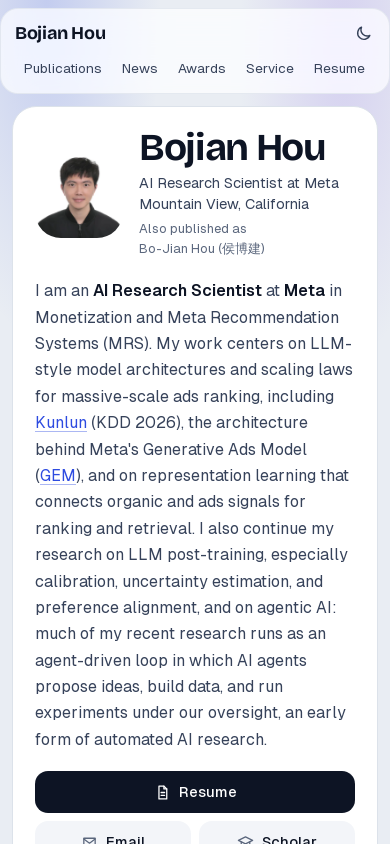 Bojian Hou
Publications News Awards Service Resume
Bojian Hou
AI Research Scientist at Meta
Mountain View, California
Also published as
Bo-Jian Hou (侯博建)
I am an AI Research Scientist at Meta in
Monetization and Meta Recommendation
Systems (MRS). My work centers on LLM-
style model architectures and scaling laws
for massive-scale ads ranking, including
Kunlun (KDD 2026), the architecture
behind Meta's Generative Ads Model
(GEM), and on representation learning that
connects organic and ads signals for
ranking and retrieval. I also continue my
research on LLM post-training, especially
calibration, uncertainty estimation, and
preference alignment, and on agentic AI:
much of my recent research runs as an
agent-driven loop in which AI agents
propose ideas, build data, and run
experiments under our oversight, an early
form of automated AI research.
Resume
Email Scholar